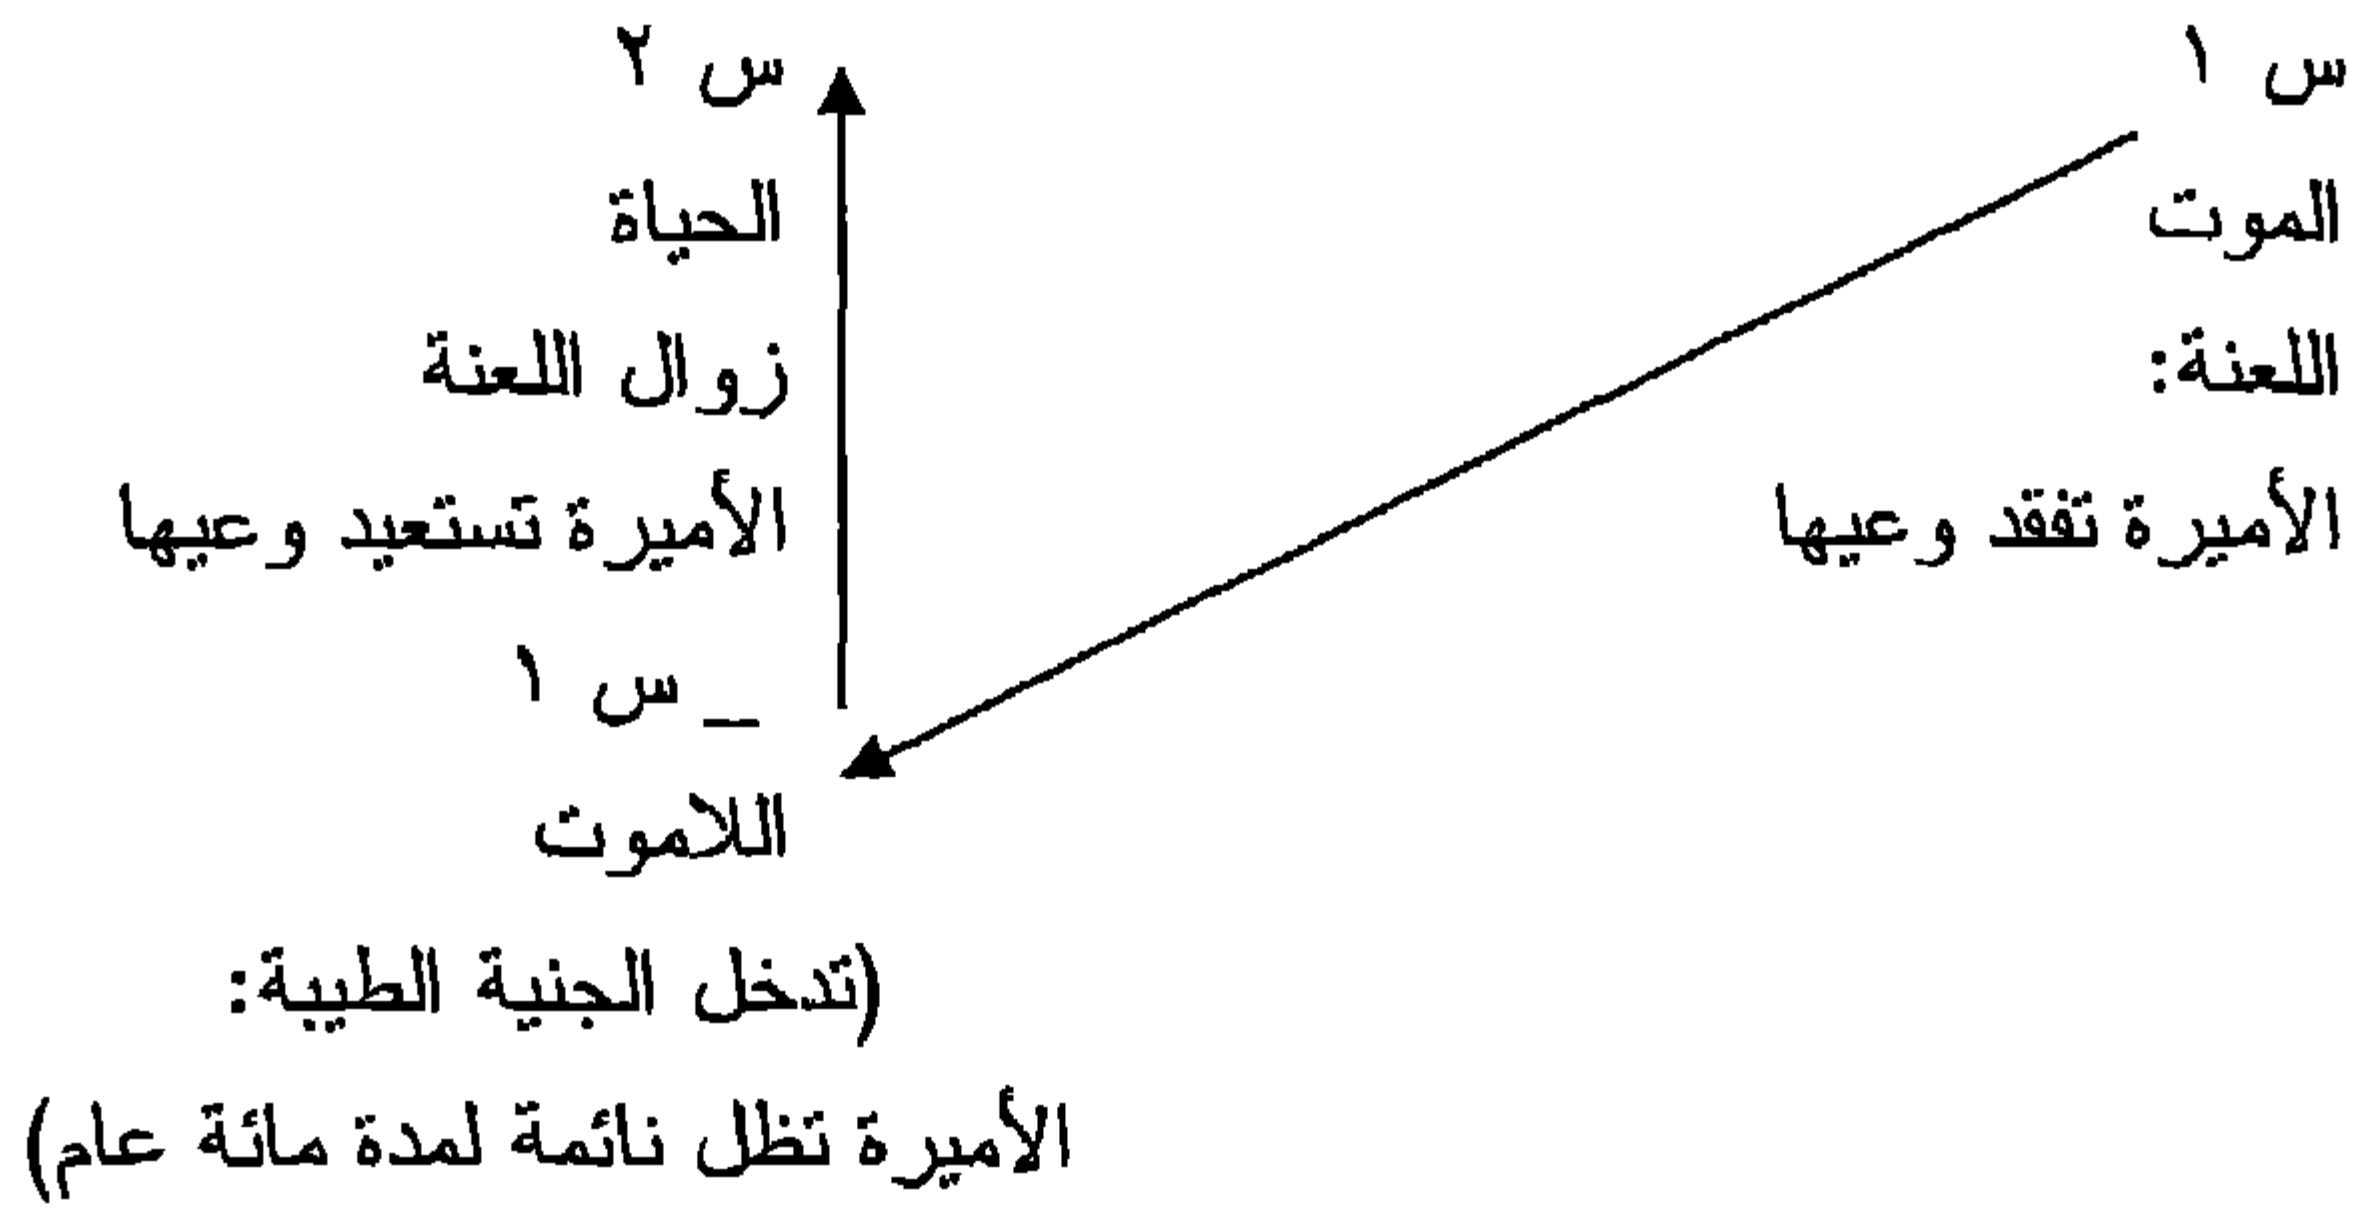 س ١
الموت
اللعنة:
الأميرة تفقد وعيها
س ٢
الحياة
زوال اللعنة
الأميرة تستعيد وعيها
_ س ١
اللاموت
(تدخل الجنية الطيبة:
الأميرة تظل نائمة لمدة مائة عام)